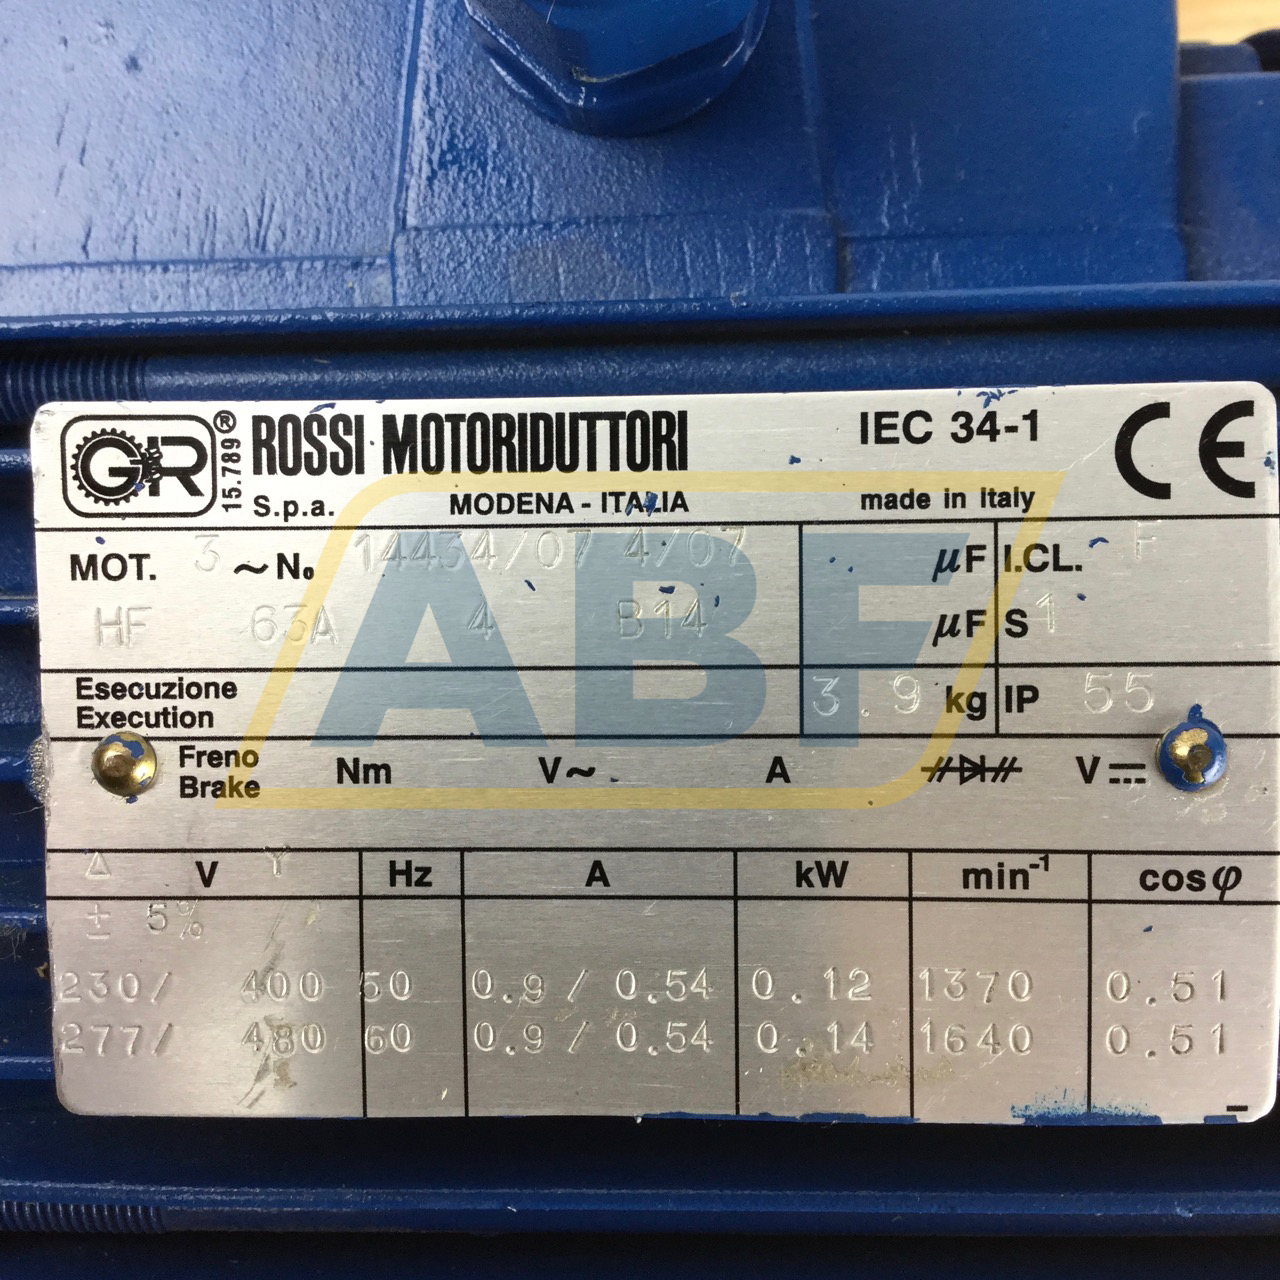 GR ® 15.789 ROSSI MOTORIDUTTORI IEC 34-1 CE
S.p.a. MODENA - ITALIA made in Italy
MOT. 3 ~ No 14434/07 4/07 µF I.CL. F
HF 63A 4 B14 µF S 1
Esecuzione
Execution 3.9 kg IP 55
Freno
Brake Nm V~ A V
Δ V Y Hz A kW min-1 cosφ
± 5%
230/ 400 50 0.9 / 0.54 0.12 1370 0.51
277/ 480 60 0.9 / 0.54 0.14 1640 0.51
ABF